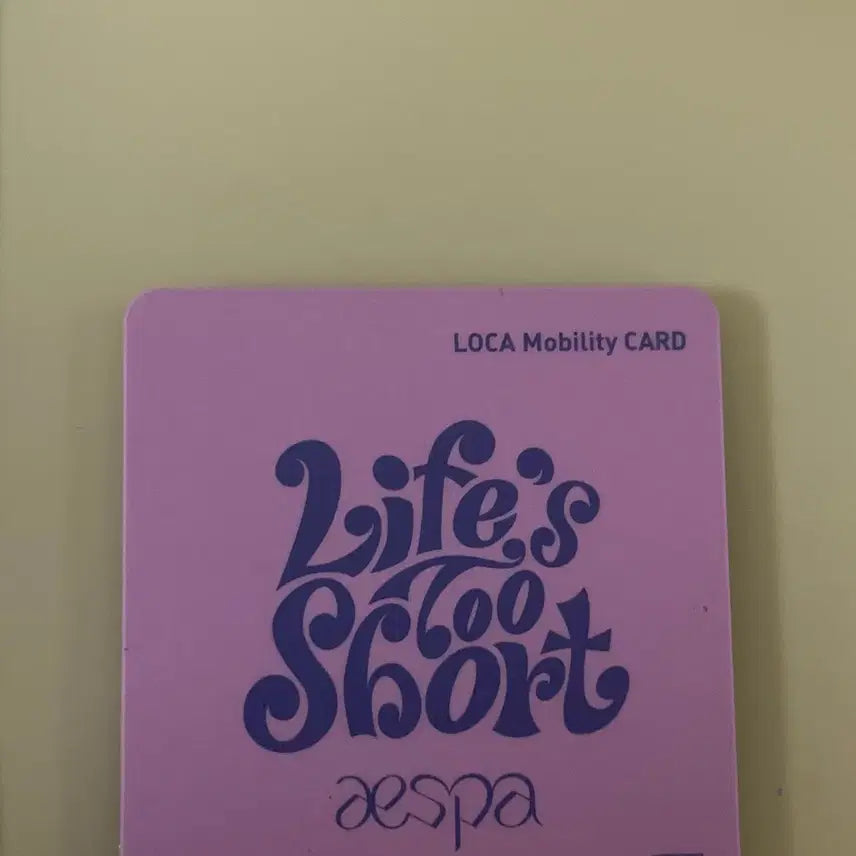 LOCA Mobility CARD
Life's
Too
Short
aespa